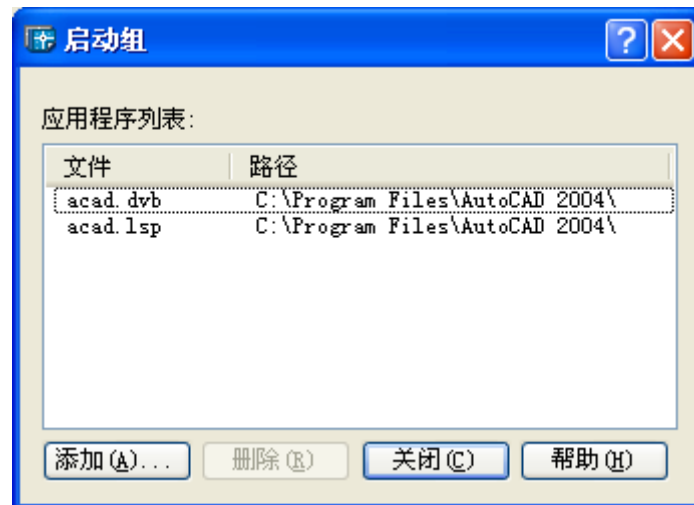 启动组
应用程序列表:
文件 路径
acad.dvb C:\Program Files\AutoCAD 2004\
acad.lsp C:\Program Files\AutoCAD 2004\
添加(A)... 删除(R) 关闭(C) 帮助(H)